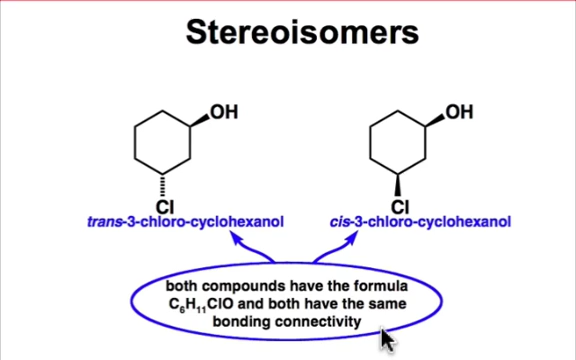 Stereoisomers
OH
OH
Cl
Cl
trans-3-chloro-cyclohexanol
cis-3-chloro-cyclohexanol
both compounds have the formula
C₆H₁₁ClO and both have the same
bonding connectivity